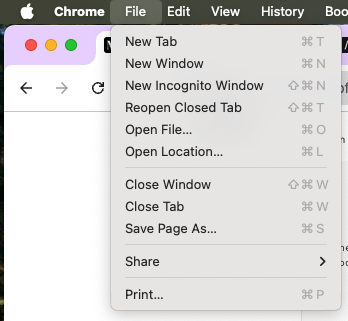 Chrome File Edit View History Boo
New Tab ⌘ T
New Window ⌘ N
New Incognito Window ⇧ ⌘ N
Reopen Closed Tab ⇧ ⌘ T
Open File... ⌘ O
Open Location... ⌘ L
Close Window ⇧ ⌘ W
Close Tab ⌘ W
Save Page As... ⌘ S
Share
Print... ⌘ P